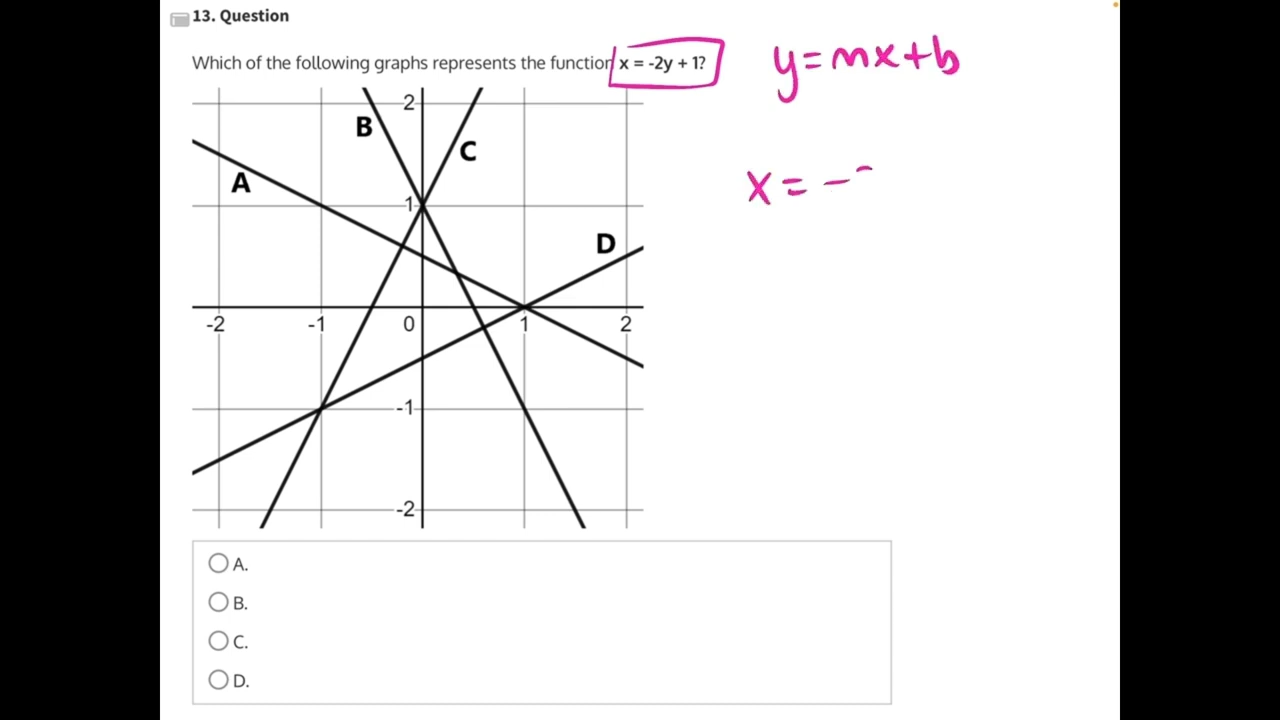 13. Question
Which of the following graphs represents the function x = -2y + 1?
y=mx+b
2
B
C
x = -
A
1
D
-2
-1
0
1
2
-1
-2
A.
B.
C.
D.